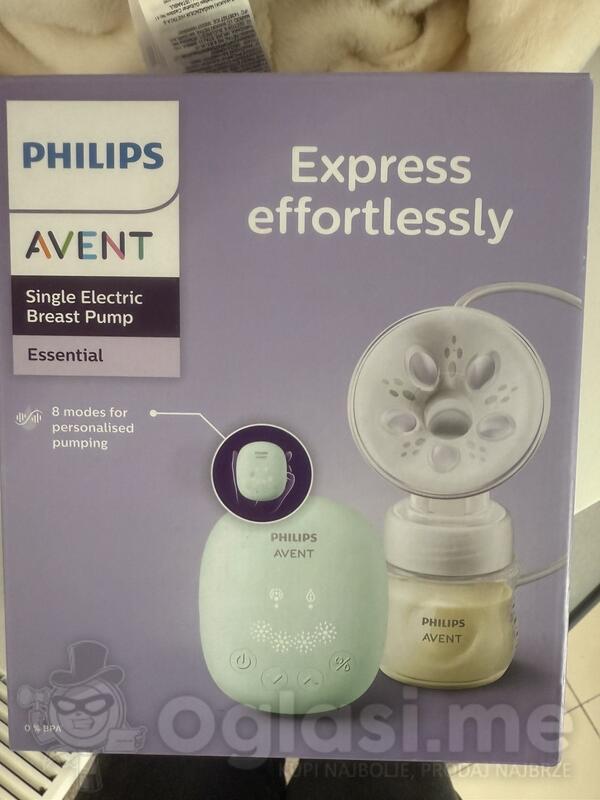 PHILIPS
AVENT
Single Electric
Breast Pump
Essential
Express
effortlessly
8 modes for
personalised
pumping
PHILIPS
AVENT
PHILIPS
AVENT
0 % BPA
Oglasi.me
KUPI NAJBOLJE, PRODAJ NAJBRŽE